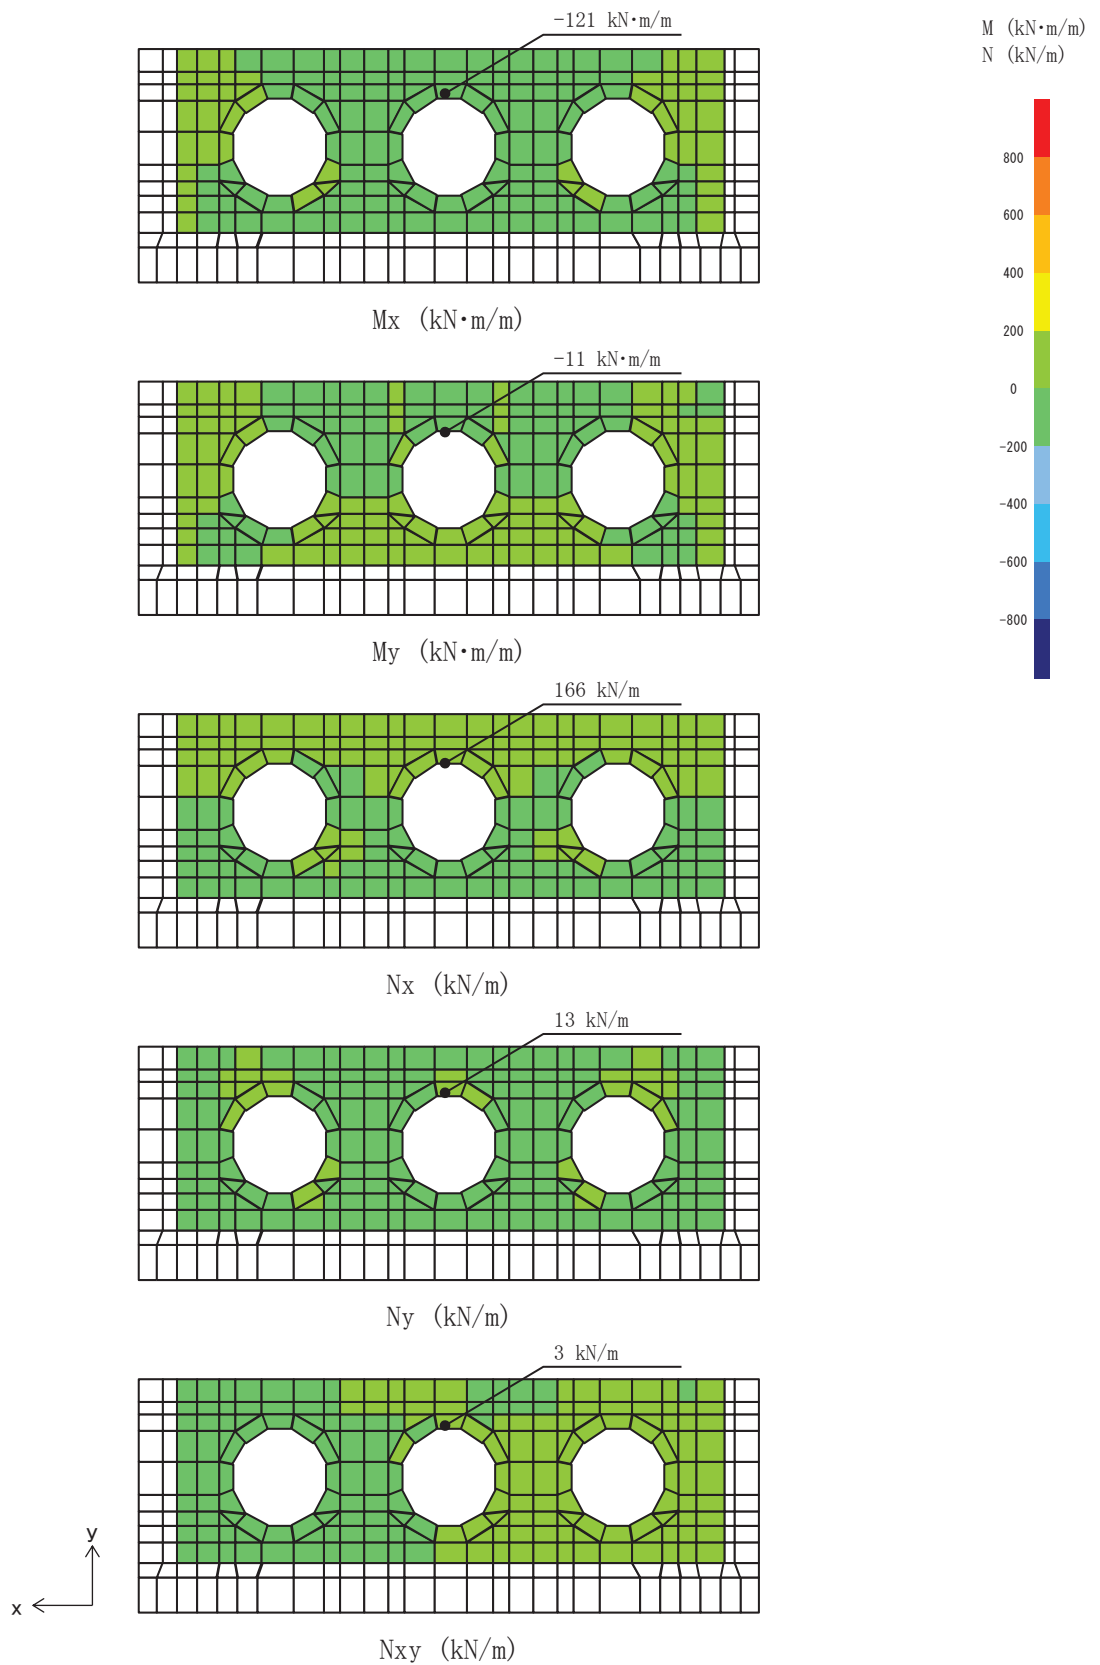 -121 kN·m/m
M (kN·m/m)
N (kN/m)
800
600
400
200
0
-200
-400
-600
-800
Mx (kN·m/m)
-11 kN·m/m
My (kN·m/m)
166 kN/m
Nx (kN/m)
13 kN/m
Ny (kN/m)
3 kN/m
y
x
Nxy (kN/m)